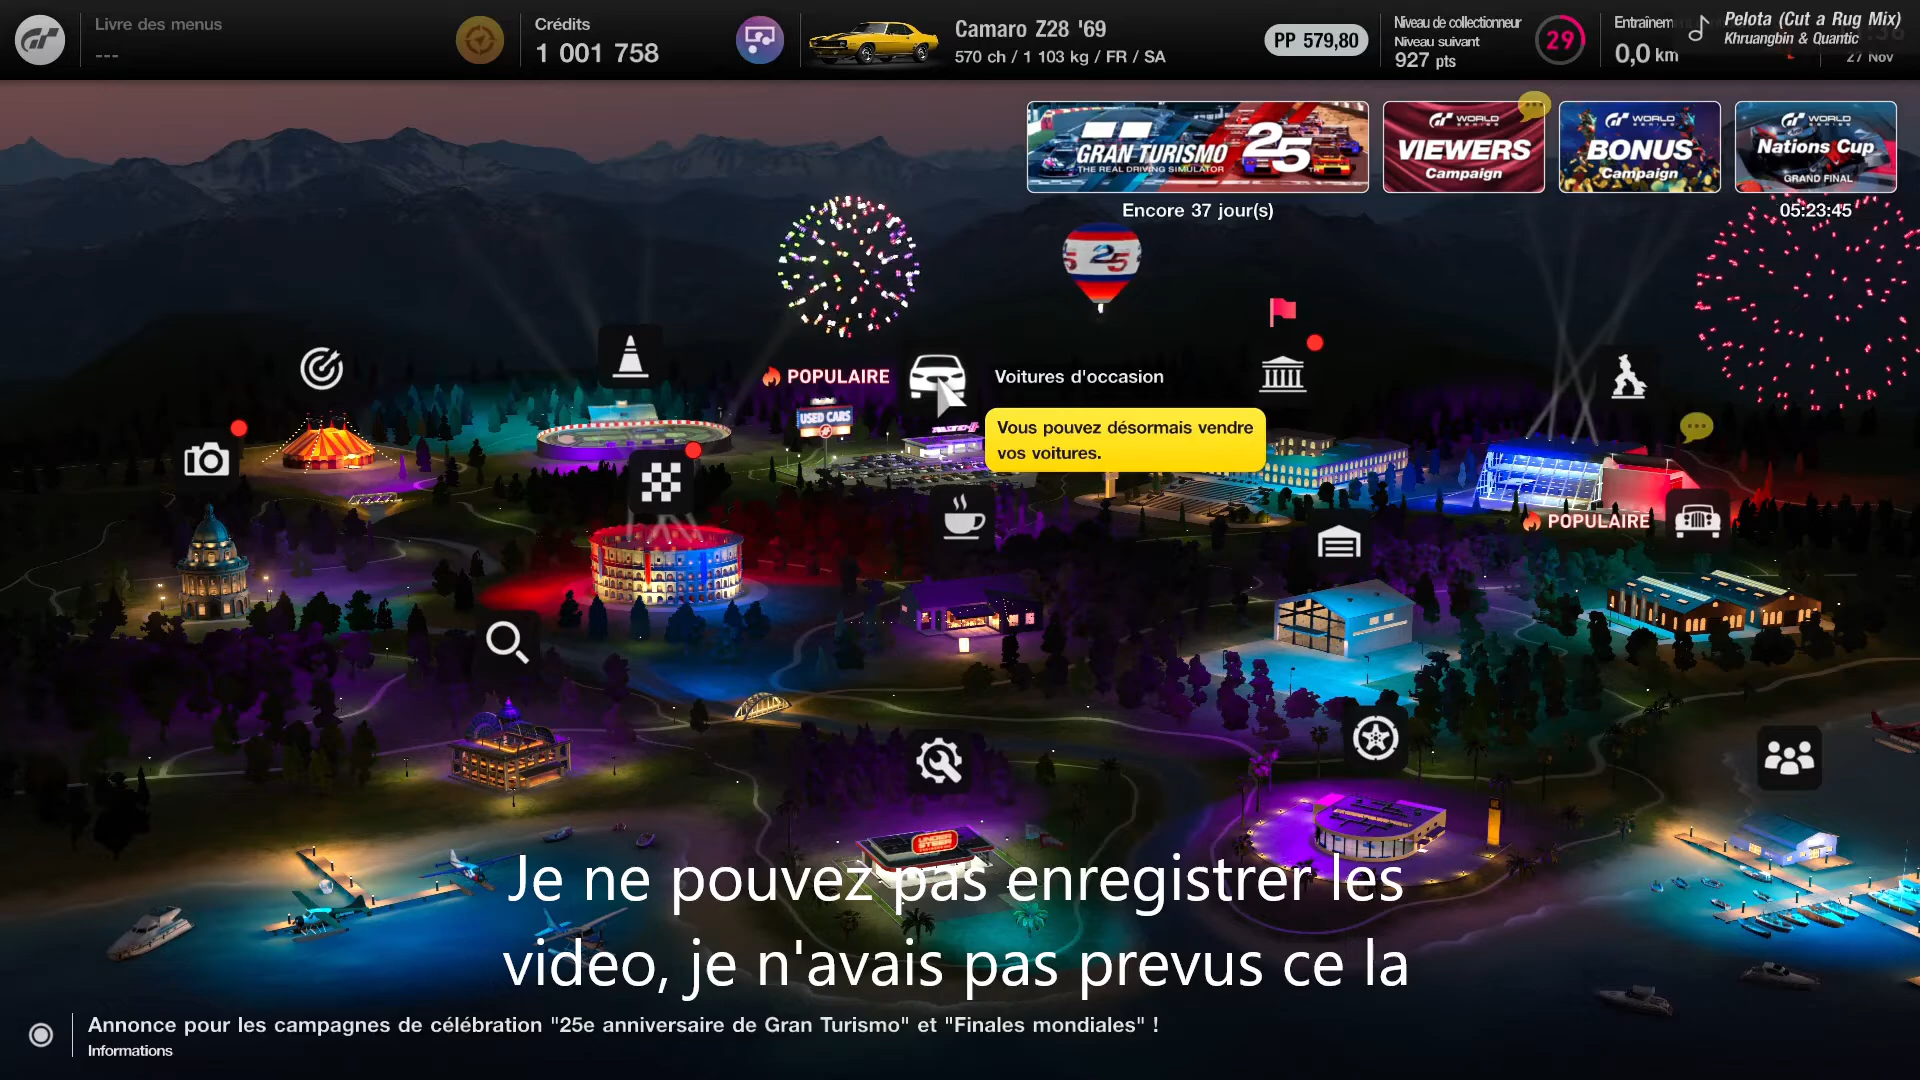 Livre des menus
---
Crédits
1 001 758
Camaro Z28 '69
570 ch / 1 103 kg / FR / SA
PP 579,80
Niveau de collectionneur
Niveau suivant
927 pts
29
Entraînem
0,0 km
Pelota (Cut a Rug Mix)
Khruangbin & Quantic
27 Nov
GRAN TURISMO
THE REAL DRIVING SIMULATOR
25
Encore 37 jour(s)
WORLD SERIES
VIEWERS
Campaign
WORLD SERIES
BONUS
Campaign
WORLD SERIES
Nations Cup
GRAND FINAL
05:23:45
25
POPULAIRE
USED CARS
Voitures d'occasion
Vous pouvez désormais vendre
vos voitures.
POPULAIRE
Je ne pouvez pas enregistrer les
video, je n'avais pas prevus ce la
Annonce pour les campagnes de célébration "25e anniversaire de Gran Turismo" et "Finales mondiales" !
Informations